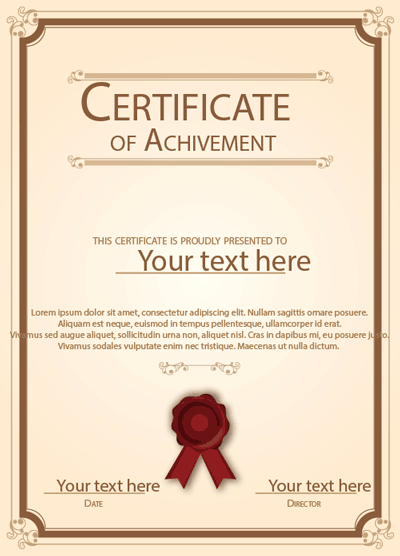 CERTIFICATE
OF ACHIVEMENT
THIS CERTIFICATE IS PROUDLY PRESENTED TO
Your text here
Lorem ipsum dolor sit amet, consectetur adipiscing elit. Nullam sagittis ornare posuere.
Aliquam est neque, euismod in tempus pellentesque, ullamcorper id erat.
Vivamus sed augue aliquet, sollicitudin urna non, aliquet nisl. Cras in dapibus mi, eu posuere justo.
Vivamus sodales vulputate enim nec tristique. Maecenas ut nulla dictum.
Your text here Your text here
DATE DIRECTOR